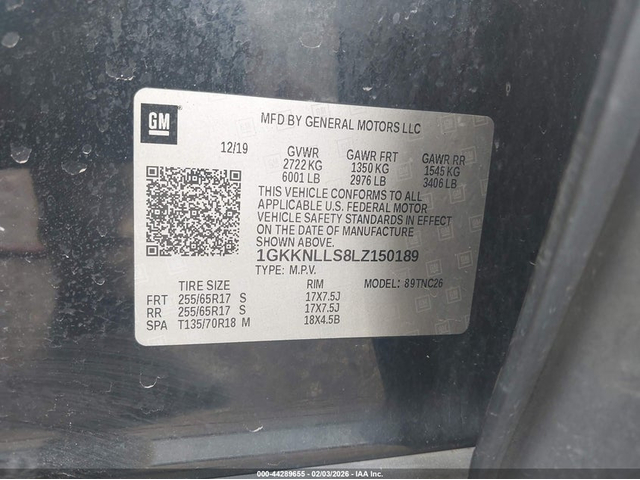 GM
MFD BY GENERAL MOTORS LLC
12/19 GVWR GAWR FRT GAWR RR
2722 KG 1350 KG 1545 KG
6001 LB 2976 LB 3406 LB
THIS VEHICLE CONFORMS TO ALL
APPLICABLE U.S. FEDERAL MOTOR
VEHICLE SAFETY STANDARDS IN EFFECT
ON THE DATE OF MANUFACTURE
SHOWN ABOVE.
1GKKNLLS8LZ150189
TYPE: M.P.V.
TIRE SIZE RIM MODEL: 89TNC26
FRT 255/65R17 S 17X7.5J
RR 255/65R17 S 17X7.5J
SPA T135/70R18 M 18X4.5B
000-44289655 | 02/03/2026 | IAA Inc.